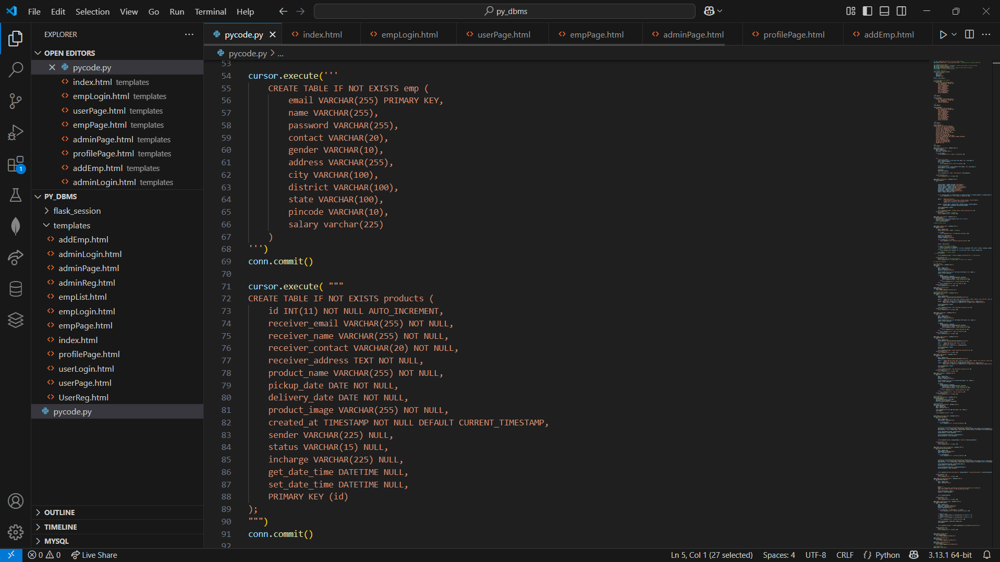 File Edit Selection View Go Run Terminal Help
py_dbms
EXPLORER
OPEN EDITORS
pycode.py
index.html templates
empLogin.html templates
userPage.html templates
empPage.html templates
adminPage.html templates
profilePage.html templates
addEmp.html templates
adminLogin.html templates
PY_DBMS
flask_session
templates
addEmp.html
adminLogin.html
adminPage.html
adminReg.html
empList.html
empLogin.html
empPage.html
index.html
profilePage.html
userLogin.html
userPage.html
UserReg.html
pycode.py
OUTLINE
TIMELINE
MYSQL
1
pycode.py index.html empLogin.html userPage.html empPage.html adminPage.html profilePage.html addEmp.html
pycode.py > ...
53
54 cursor.execute('''
55 CREATE TABLE IF NOT EXISTS emp (
56 email VARCHAR(255) PRIMARY KEY,
57 name VARCHAR(255),
58 password VARCHAR(255),
59 contact VARCHAR(20),
60 gender VARCHAR(10),
61 address VARCHAR(255),
62 city VARCHAR(100),
63 district VARCHAR(100),
64 state VARCHAR(100),
65 pincode VARCHAR(10),
66 salary varchar(225)
67 )
68 ''')
69 conn.commit()
70
71 cursor.execute( """
72 CREATE TABLE IF NOT EXISTS products (
73 id INT(11) NOT NULL AUTO_INCREMENT,
74 receiver_email VARCHAR(255) NOT NULL,
75 receiver_name VARCHAR(255) NOT NULL,
76 receiver_contact VARCHAR(20) NOT NULL,
77 receiver_address TEXT NOT NULL,
78 product_name VARCHAR(255) NOT NULL,
79 pickup_date DATE NOT NULL,
80 delivery_date DATE NOT NULL,
81 product_image VARCHAR(255) NOT NULL,
82 created_at TIMESTAMP NOT NULL DEFAULT CURRENT_TIMESTAMP,
83 sender VARCHAR(225) NULL,
84 status VARCHAR(15) NULL,
85 incharge VARCHAR(225) NULL,
86 get_date_time DATETIME NULL,
87 set_date_time DATETIME NULL,
88 PRIMARY KEY (id)
89 );
90 """)
91 conn.commit()
92
0 0 Live Share
Ln 5, Col 1 (27 selected) Spaces: 4 UTF-8 CRLF {} Python 3.13.1 64-bit